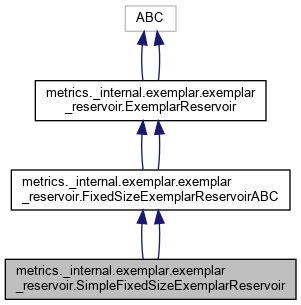 ABC
metrics._internal.exemplar.exemplar
_reservoir.ExemplarReservoir
metrics._internal.exemplar.exemplar
_reservoir.FixedSizeExemplarReservoirABC
metrics._internal.exemplar.exemplar
_reservoir.SimpleFixedSizeExemplarReservoir